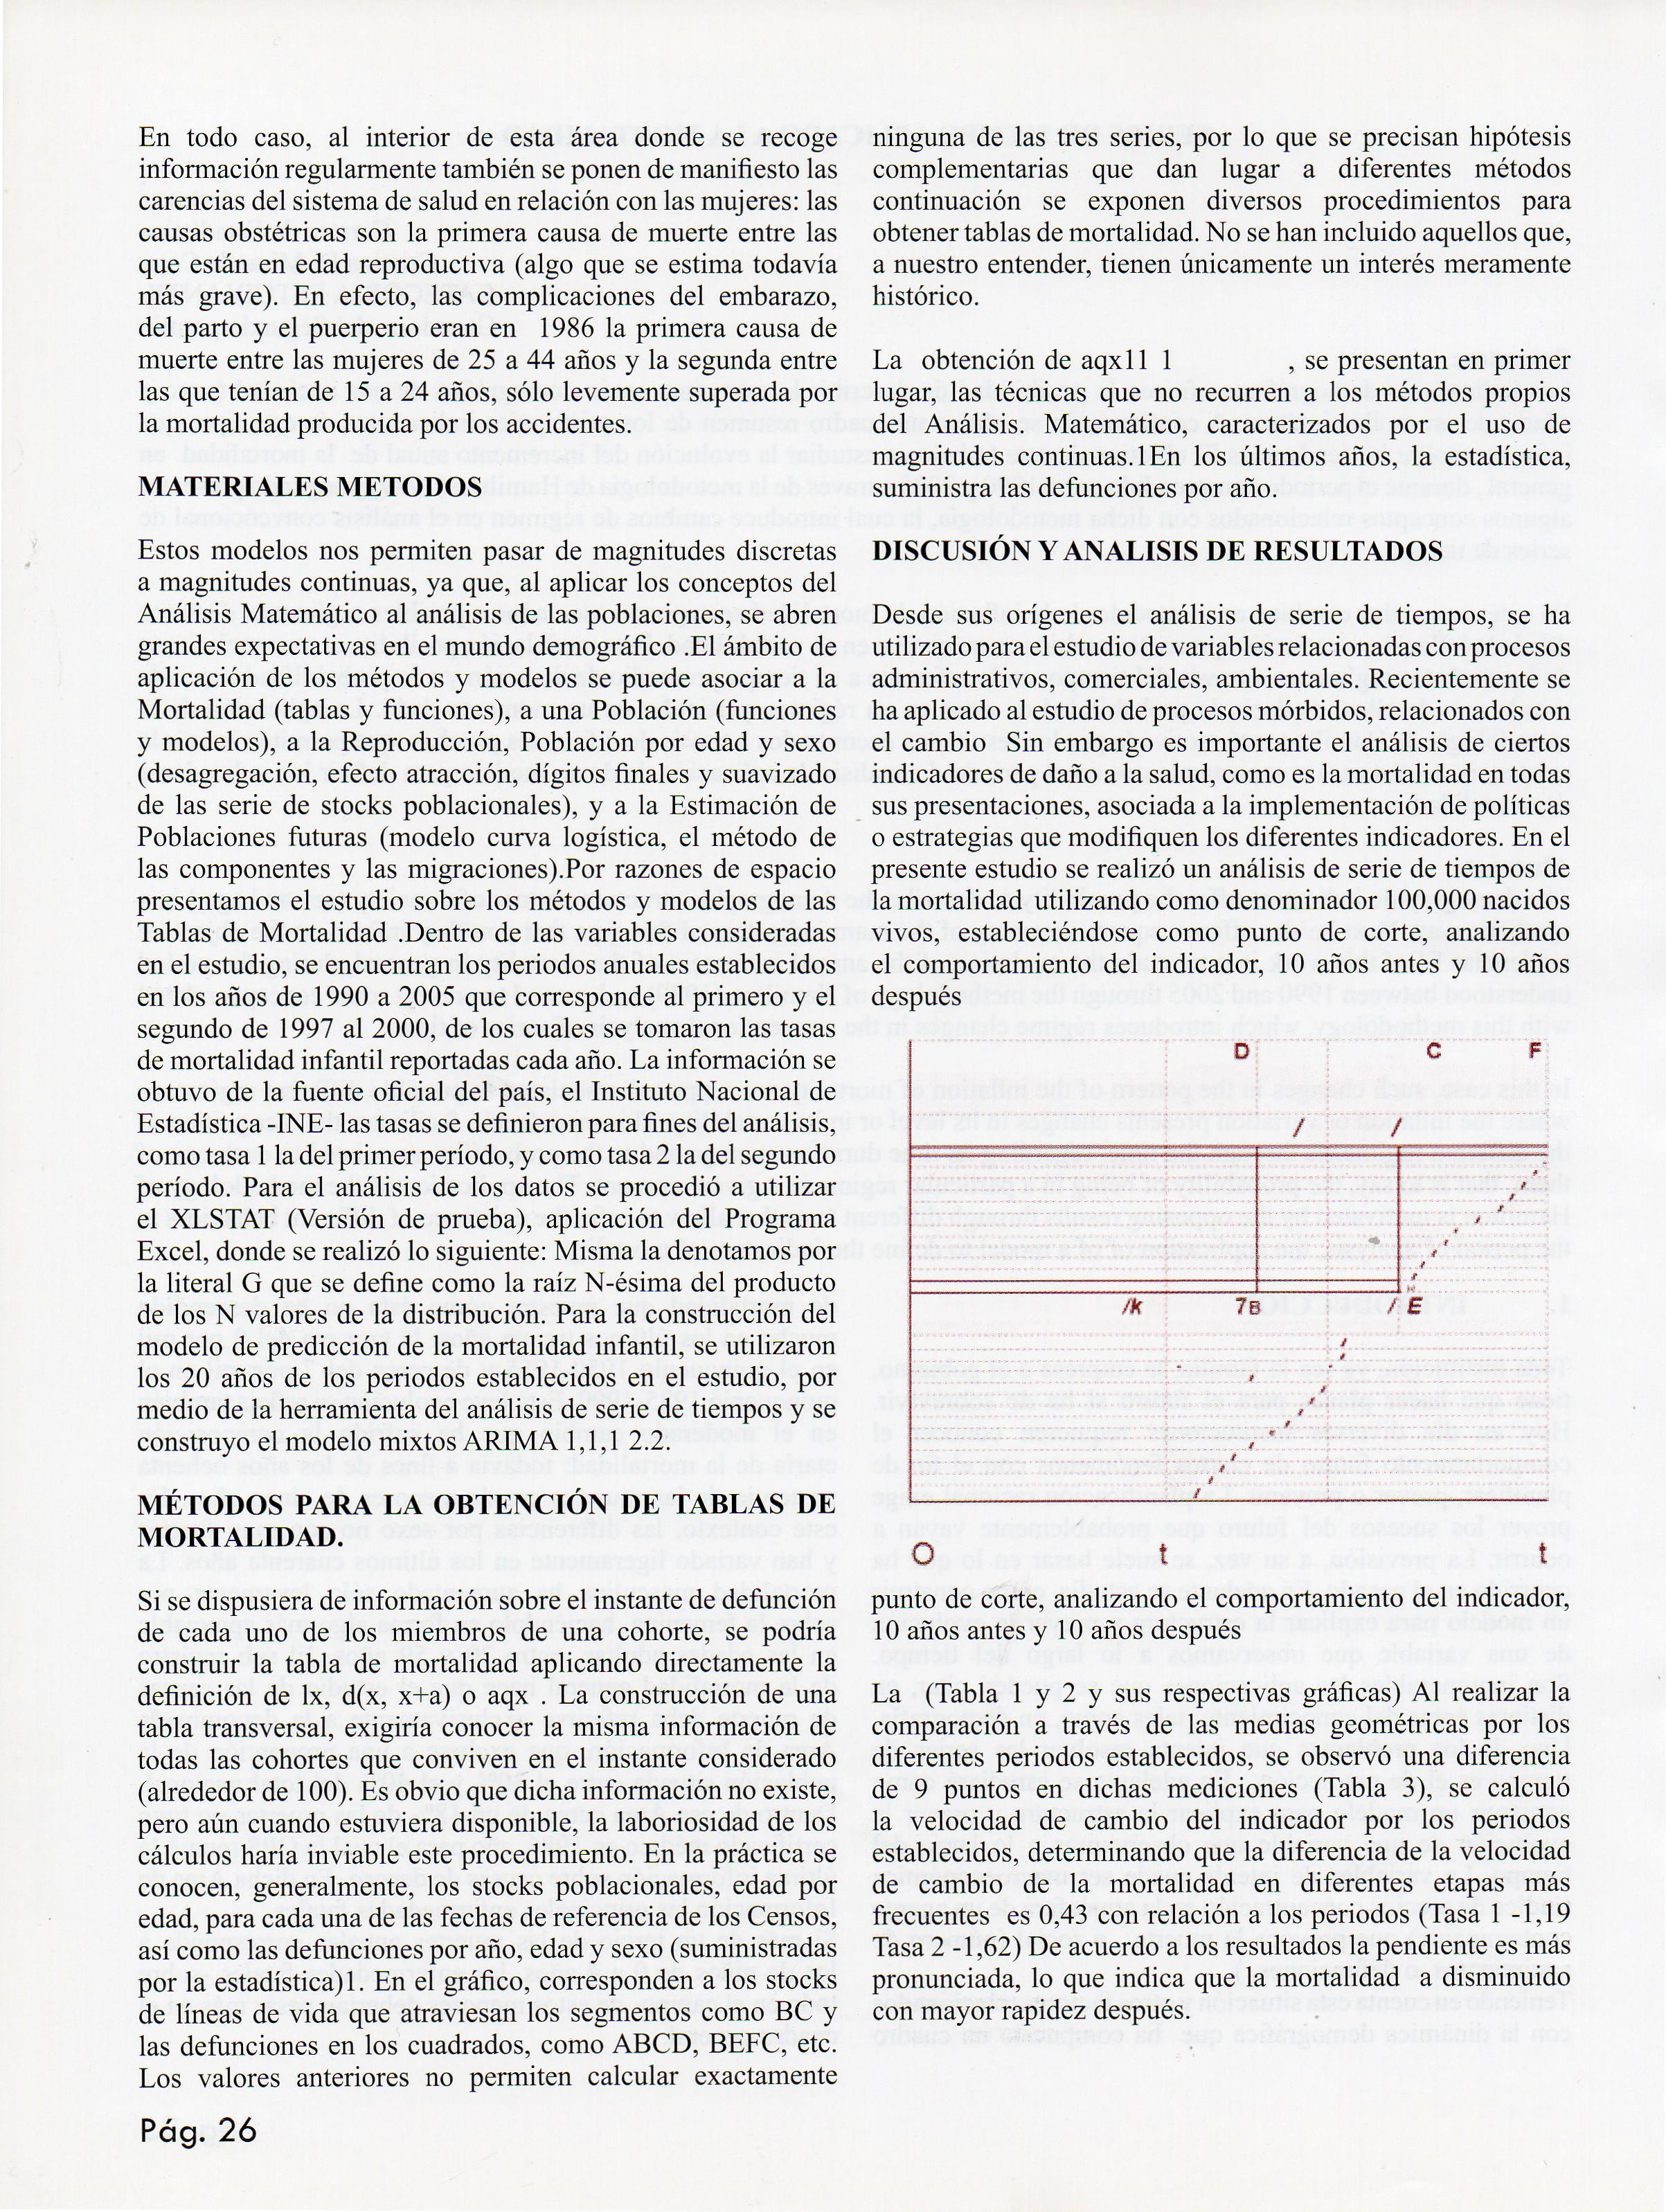 En todo caso, al interior de esta área donde se recoge
información regularmente también se ponen de manifiesto las
carencias del sistema de salud en relación con las mujeres: las
causas obstétricas son la primera causa de muerte entre las
que están en edad reproductiva (algo que se estima todavía
más grave). En efecto, las complicaciones del embarazo,
del parto y el puerperio eran en 1986 la primera causa de
muerte entre las mujeres de 25 a 44 años y la segunda entre
las que tenían de 15 a 24 años, sólo levemente superada por
la mortalidad producida por los accidentes.
MATERIALES METODOS
Estos modelos nos permiten pasar de magnitudes discretas
a magnitudes continuas, ya que, al aplicar los conceptos del
Análisis Matemático al análisis de las poblaciones, se abren
grandes expectativas en el mundo demográfico .El ámbito de
aplicación de los métodos y modelos se puede asociar a la
Mortalidad (tablas y funciones), a una Población (funciones
y modelos), a la Reproducción, Población por edad y sexo
(desagregación, efecto atracción, dígitos finales y suavizado
de las serie de stocks poblacionales), y a la Estimación de
Poblaciones futuras (modelo curva logística, el método de
las componentes y las migraciones).Por razones de espacio
presentamos el estudio sobre los métodos y modelos de las
Tablas de Mortalidad .Dentro de las variables consideradas
en el estudio, se encuentran los periodos anuales establecidos
en los años de 1990 a 2005 que corresponde al primero y el
segundo de 1997 al 2000, de los cuales se tomaron las tasas
de mortalidad infantil reportadas cada año. La información se
obtuvo de la fuente oficial del país, el Instituto Nacional de
Estadística -INE- las tasas se definieron para fines del análisis,
como tasa 1 la del primer período, y como tasa 2 la del segundo
período. Para el análisis de los datos se procedió a utilizar
el XLSTAT (Versión de prueba), aplicación del Programa
Excel, donde se realizó lo siguiente: Misma la denotamos por
la literal G que se define como la raíz N-ésima del producto
de los N valores de la distribución. Para la construcción del
modelo de predicción de la mortalidad infantil, se utilizaron
los 20 años de los periodos establecidos en el estudio, por
medio de la herramienta del análisis de serie de tiempos y se
construyo el modelo mixtos ARIMA 1,1,1 2.2.
MÉTODOS PARA LA OBTENCIÓN DE TABLAS DE
MORTALIDAD.
Si se dispusiera de información sobre el instante de defunción
de cada uno de los miembros de una cohorte, se podría
construir la tabla de mortalidad aplicando directamente la
definición de lx, d(x, x+a) o aqx . La construcción de una
tabla transversal, exigiría conocer la misma información de
todas las cohortes que conviven en el instante considerado
(alrededor de 100). Es obvio que dicha información no existe,
pero aún cuando estuviera disponible, la laboriosidad de los
cálculos haría inviable este procedimiento. En la práctica se
conocen, generalmente, los stocks poblacionales, edad por
edad, para cada una de las fechas de referencia de los Censos,
así como las defunciones por año, edad y sexo (suministradas
por la estadística)1. En el gráfico, corresponden a los stocks
de líneas de vida que atraviesan los segmentos como BC y
las defunciones en los cuadrados, como ABCD, BEFC, etc.
Los valores anteriores no permiten calcular exactamente
Pág. 26
ninguna de las tres series, por lo que se precisan hipótesis
complementarias que dan lugar a diferentes métodos
continuación se exponen diversos procedimientos para
obtener tablas de mortalidad. No se han incluido aquellos que,
a nuestro entender, tienen únicamente un interés meramente
histórico.
La obtención de aqx11 1 , se presentan en primer
lugar, las técnicas que no recurren a los métodos propios
del Análisis. Matemático, caracterizados por el uso de
magnitudes continuas.1En los últimos años, la estadística,
suministra las defunciones por año.
DISCUSIÓN Y ANALISIS DE RESULTADOS
Desde sus orígenes el análisis de serie de tiempos, se ha
utilizado para el estudio de variables relacionadas con procesos
administrativos, comerciales, ambientales. Recientemente se
ha aplicado al estudio de procesos mórbidos, relacionados con
el cambio Sin embargo es importante el análisis de ciertos
indicadores de daño a la salud, como es la mortalidad en todas
sus presentaciones, asociada a la implementación de políticas
o estrategias que modifiquen los diferentes indicadores. En el
presente estudio se realizó un análisis de serie de tiempos de
la mortalidad utilizando como denominador 100,000 nacidos
vivos, estableciéndose como punto de corte, analizando
el comportamiento del indicador, 10 años antes y 10 años
después
D C F
/ /
/k 7B / E
O t t
punto de corte, analizando el comportamiento del indicador,
10 años antes y 10 años después
La (Tabla 1 y 2 y sus respectivas gráficas) Al realizar la
comparación a través de las medias geométricas por los
diferentes periodos establecidos, se observó una diferencia
de 9 puntos en dichas mediciones (Tabla 3), se calculó
la velocidad de cambio del indicador por los periodos
establecidos, determinando que la diferencia de la velocidad
de cambio de la mortalidad en diferentes etapas más
frecuentes es 0,43 con relación a los periodos (Tasa 1 -1,19
Tasa 2 -1,62) De acuerdo a los resultados la pendiente es más
pronunciada, lo que indica que la mortalidad a disminuido
con mayor rapidez después.